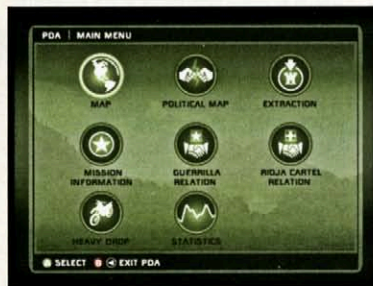 PDA | MAIN MENU
MAP
POLITICAL MAP
EXTRACTION
MISSION
INFORMATION
GUERRILLA
RELATION
RIOJA CARTEL
RELATION
HEAVY DROP
STATISTICS
A SELECT B EXIT PDA